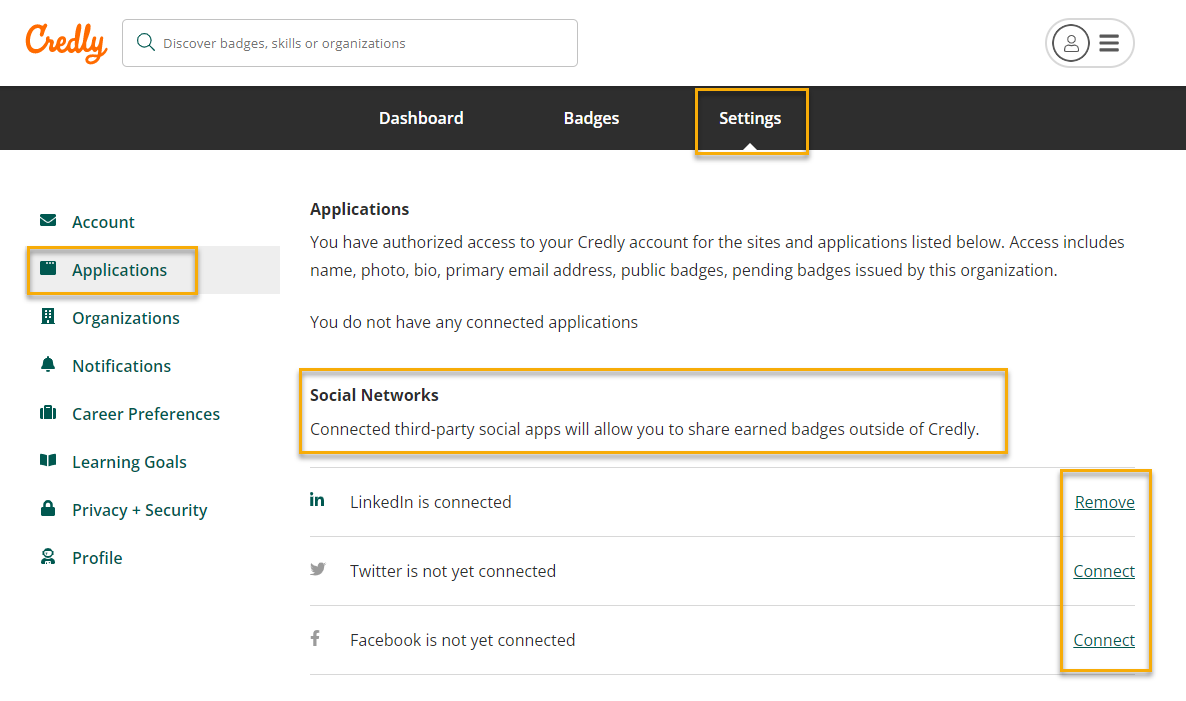 Credly
Discover badges, skills or organizations
Dashboard
Badges
Settings
Account
Applications
Organizations
Notifications
Career Preferences
Learning Goals
Privacy + Security
Profile
Applications
You have authorized access to your Credly account for the sites and applications listed below. Access includes
name, photo, bio, primary email address, public badges, pending badges issued by this organization.
You do not have any connected applications
Social Networks
Connected third-party social apps will allow you to share earned badges outside of Credly.
in
LinkedIn is connected
Remove
Twitter is not yet connected
Connect
Facebook is not yet connected
Connect